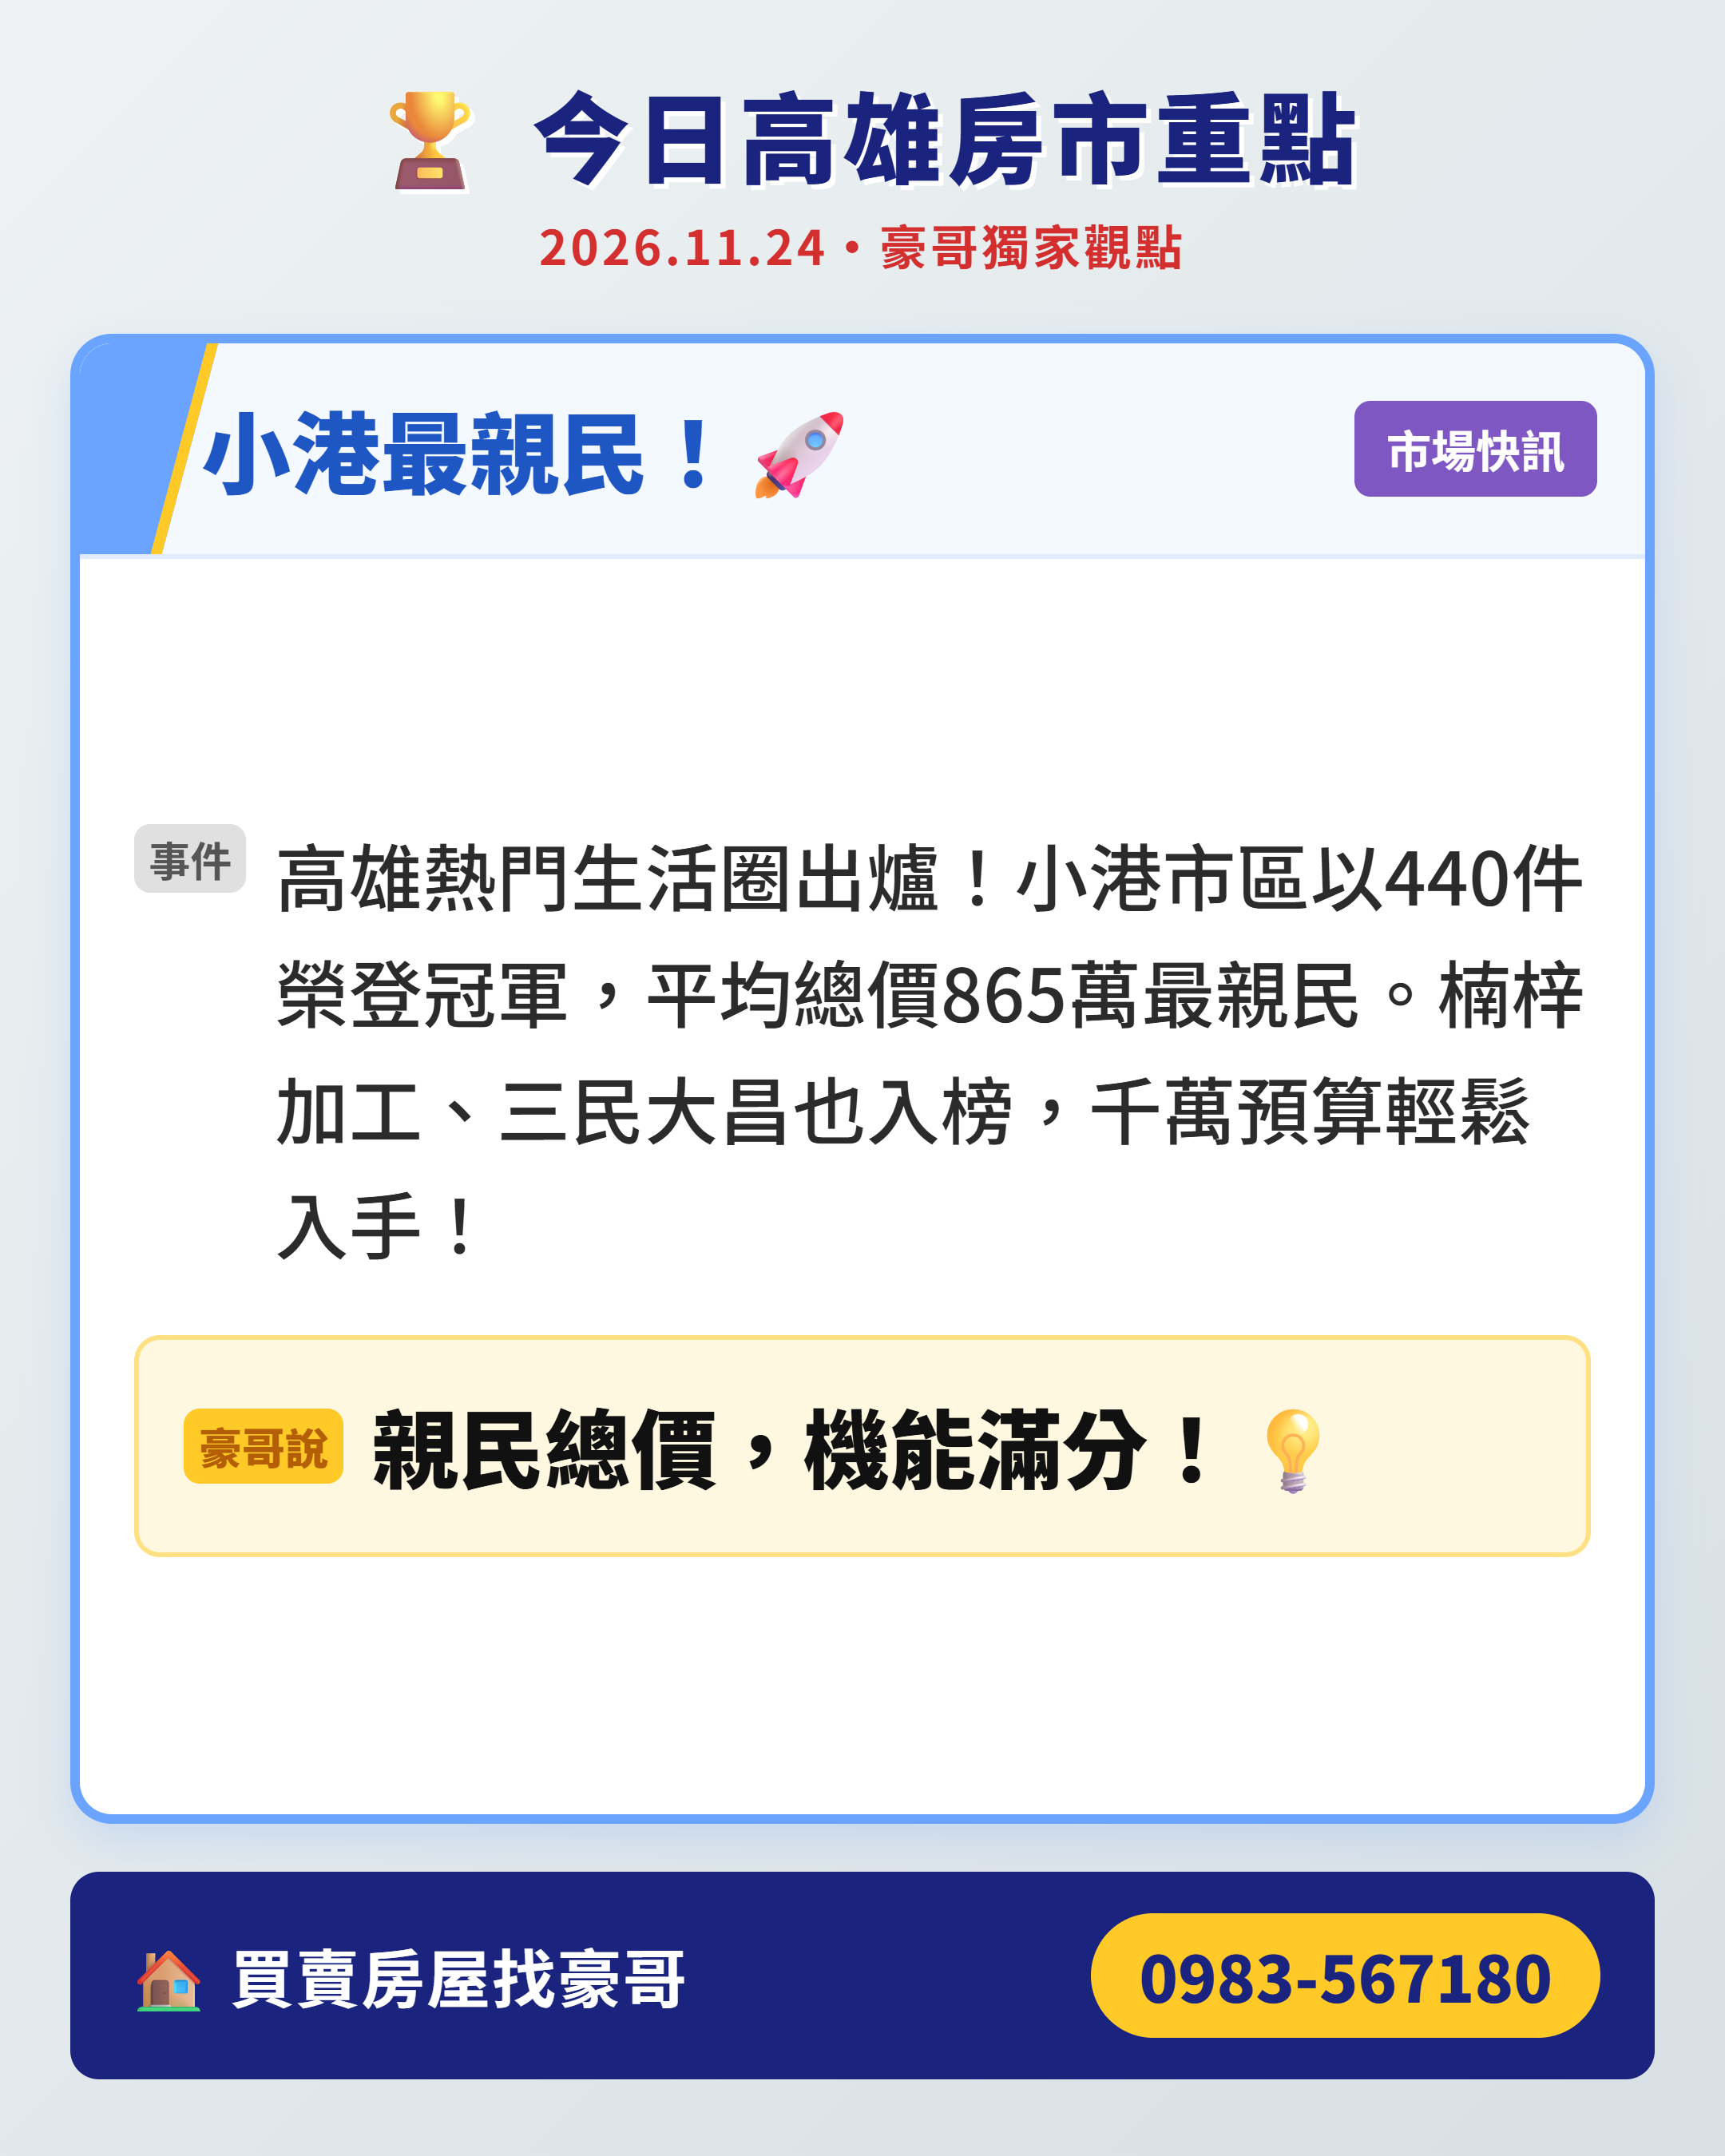 🏆 今日高雄房市重點
2026.11.24・豪哥獨家觀點
小港最親民！🚀
市場快訊
事件
高雄熱門生活圈出爐！小港市區以440件
榮登冠軍，平均總價865萬最親民。楠梓
加工、三民大昌也入榜，千萬預算輕鬆
入手！
豪哥說
親民總價，機能滿分！💡
🏠 買賣房屋找豪哥
0983-567180